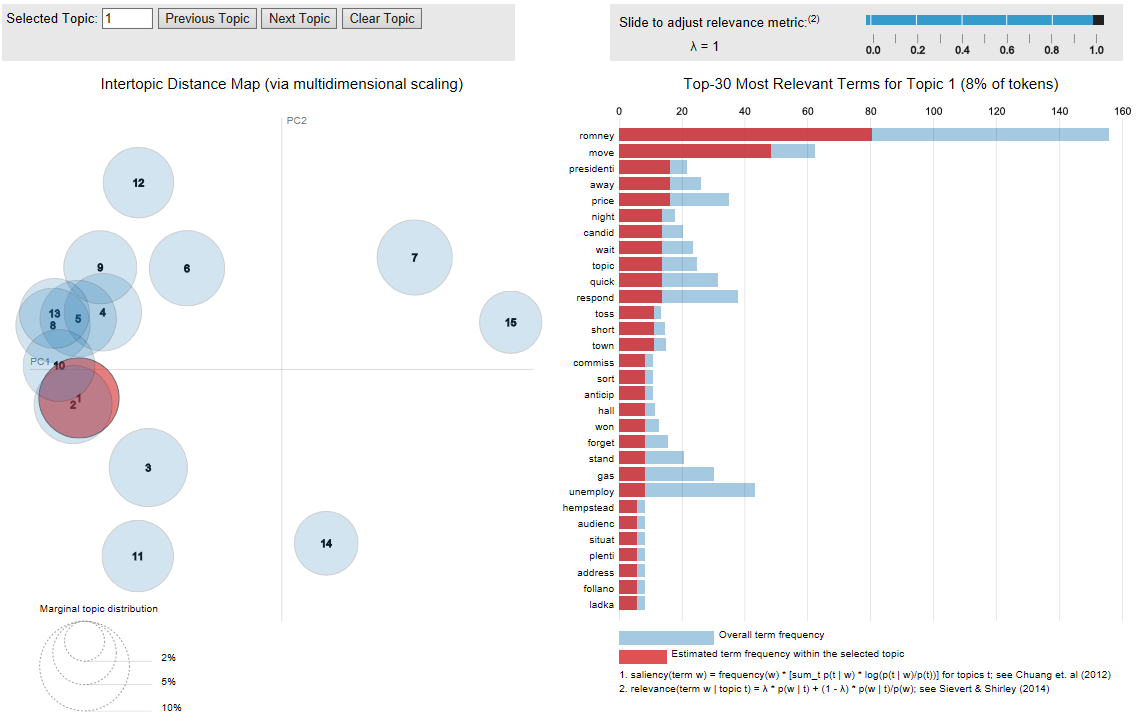 Selected Topic: 1 Previous Topic Next Topic Clear Topic
Slide to adjust relevance metric:(2)
λ = 1
0.0 0.2 0.4 0.6 0.8 1.0
Intertopic Distance Map (via multidimensional scaling)
PC2
PC1
12
9
6
7
15
13
8
5
4
10
1
2
3
11
14
Marginal topic distribution
2%
5%
10%
Top-30 Most Relevant Terms for Topic 1 (8% of tokens)
0 20 40 60 80 100 120 140 160
romney
move
presidenti
away
price
night
candid
wait
topic
quick
respond
toss
short
town
commiss
sort
anticip
hall
won
forget
stand
gas
unemploy
hempstead
audienc
situat
plenti
address
follano
ladka
Overall term frequency
Estimated term frequency within the selected topic
1. saliency(term w) = frequency(w) * [sum_t p(t | w) * log(p(t | w)/p(t))] for topics t; see Chuang et. al (2012)
2. relevance(term w | topic t) = λ * p(w | t) + (1 - λ) * p(w | t)/p(w); see Sievert & Shirley (2014)